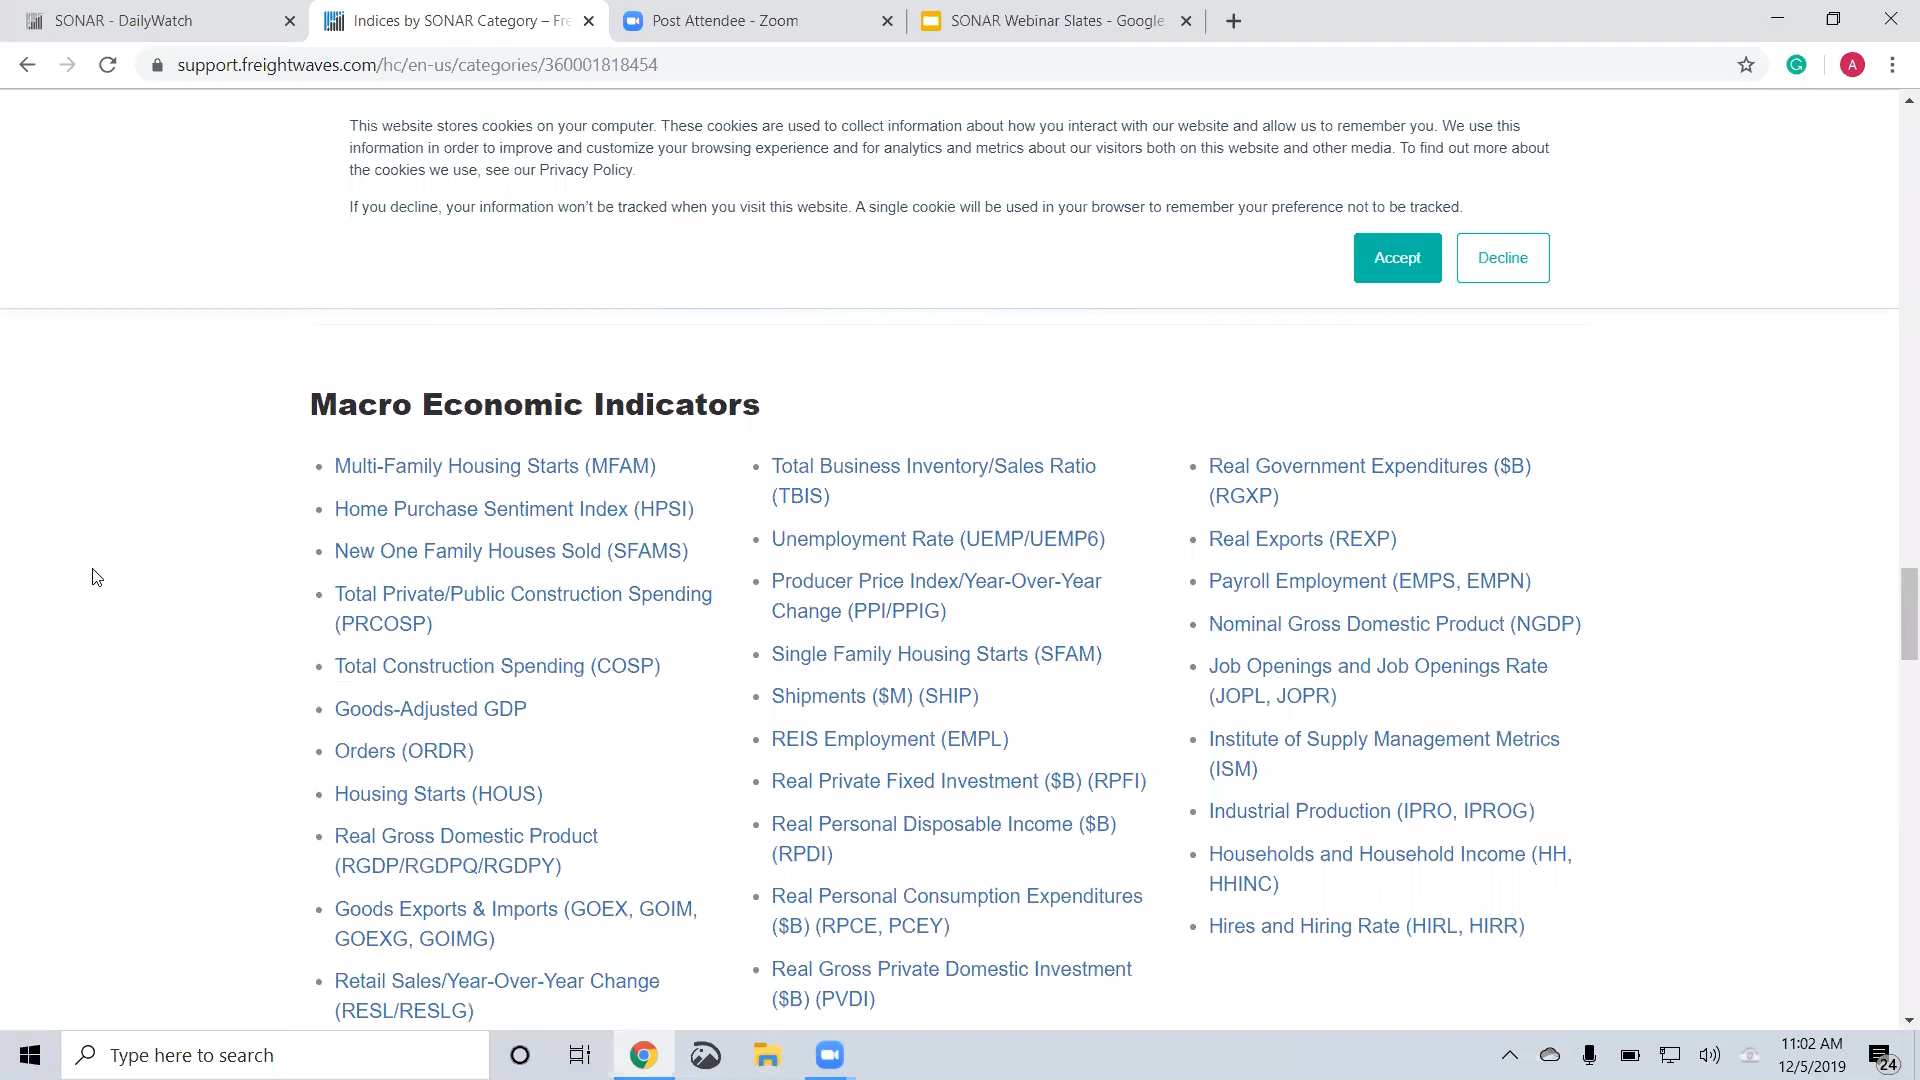 SONAR - DailyWatch
Indices by SONAR Category – Fre
Post Attendee - Zoom
SONAR Webinar Slates - Google
support.freightwaves.com/hc/en-us/categories/360001818454
A
This website stores cookies on your computer. These cookies are used to collect information about how you interact with our website and allow us to remember you. We use this
information in order to improve and customize your browsing experience and for analytics and metrics about our visitors both on this website and other media. To find out more about
the cookies we use, see our Privacy Policy.
If you decline, your information won’t be tracked when you visit this website. A single cookie will be used in your browser to remember your preference not to be tracked.
Accept
Decline
Macro Economic Indicators
Multi-Family Housing Starts (MFAM)
Home Purchase Sentiment Index (HPSI)
New One Family Houses Sold (SFAMS)
Total Private/Public Construction Spending
(PRCOSP)
Total Construction Spending (COSP)
Goods-Adjusted GDP
Orders (ORDR)
Housing Starts (HOUS)
Real Gross Domestic Product
(RGDP/RGDPQ/RGDPY)
Goods Exports & Imports (GOEX, GOIM,
GOEXG, GOIMG)
Retail Sales/Year-Over-Year Change
(RESL/RESLG)
Total Business Inventory/Sales Ratio
(TBIS)
Unemployment Rate (UEMP/UEMP6)
Producer Price Index/Year-Over-Year
Change (PPI/PPIG)
Single Family Housing Starts (SFAM)
Shipments ($M) (SHIP)
REIS Employment (EMPL)
Real Private Fixed Investment ($B) (RPFI)
Real Personal Disposable Income ($B)
(RPDI)
Real Personal Consumption Expenditures
($B) (RPCE, PCEY)
Real Gross Private Domestic Investment
($B) (PVDI)
Real Government Expenditures ($B)
(RGXP)
Real Exports (REXP)
Payroll Employment (EMPS, EMPN)
Nominal Gross Domestic Product (NGDP)
Job Openings and Job Openings Rate
(JOPL, JOPR)
Institute of Supply Management Metrics
(ISM)
Industrial Production (IPRO, IPROG)
Households and Household Income (HH,
HHINC)
Hires and Hiring Rate (HIRL, HIRR)
Type here to search
11:02 AM
12/5/2019
24